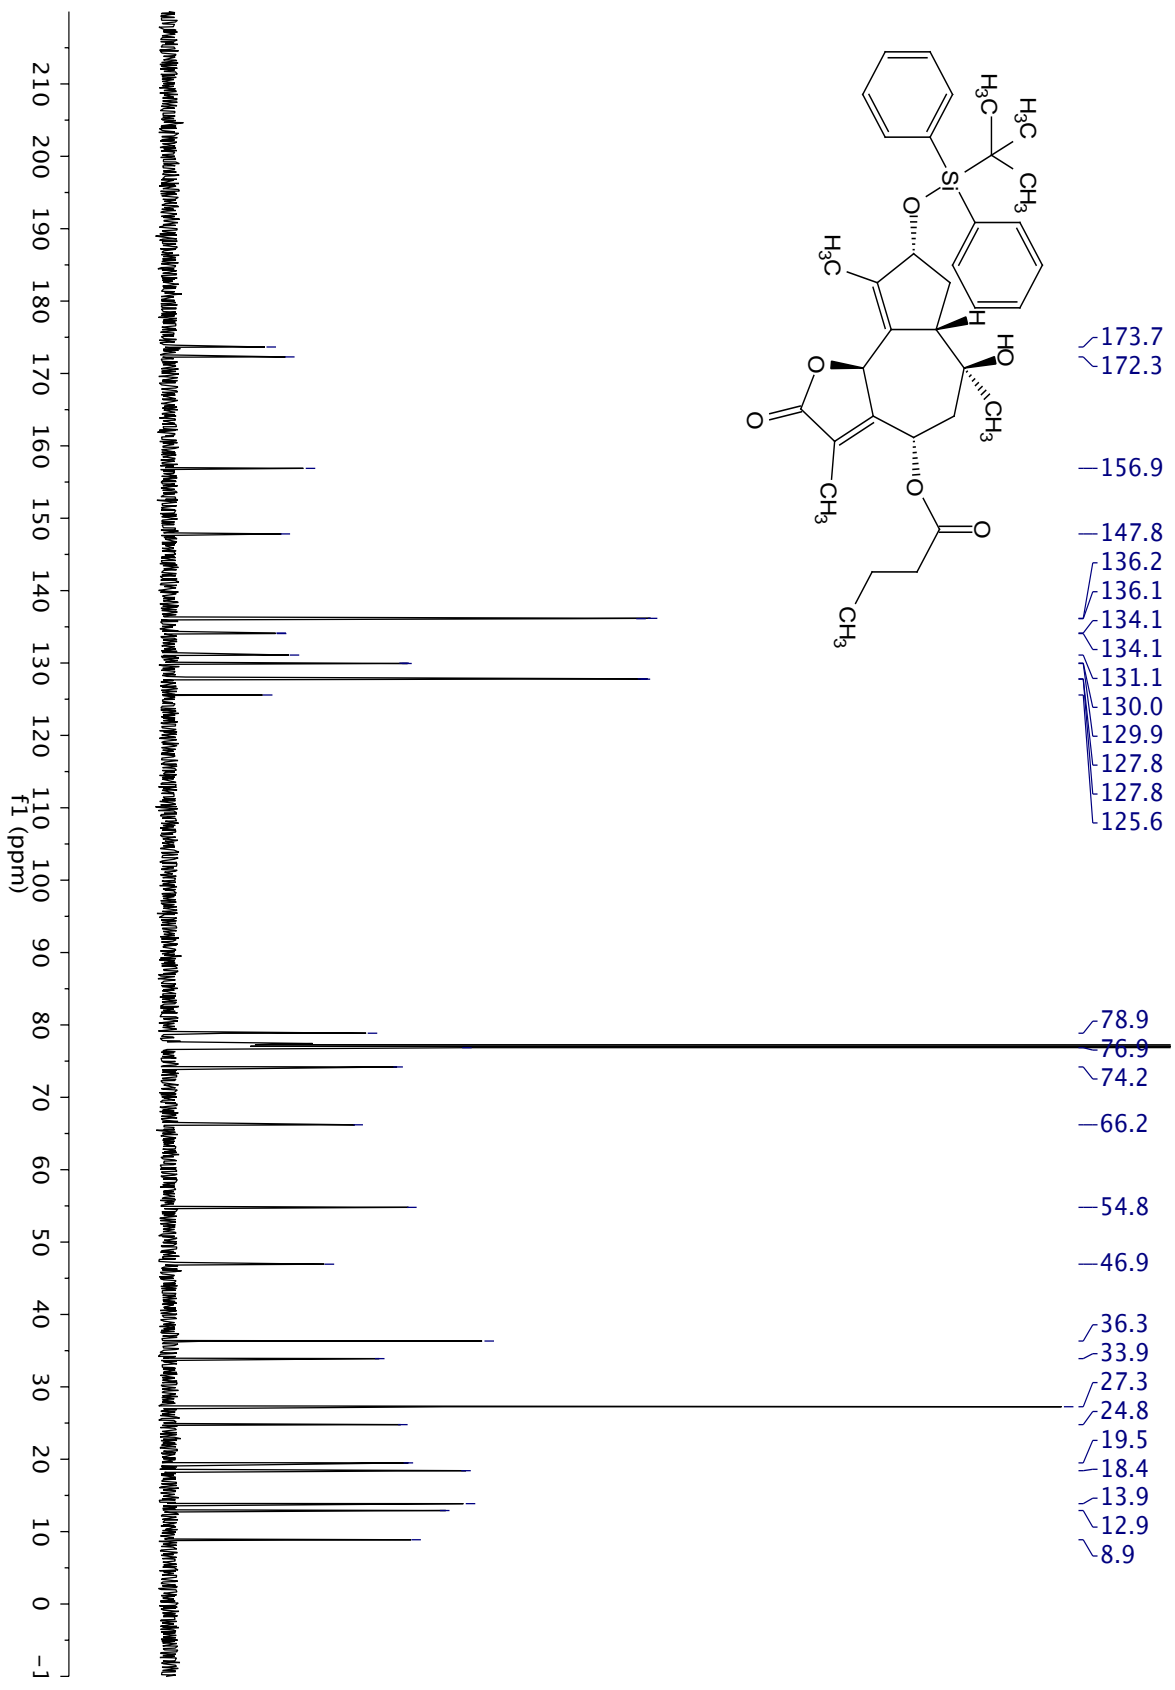 H₃C
H₃C
CH₃
Si
O
H₃C
H
HO
CH₃
O
O
CH₃
O
O
CH₃
173.7
172.3
156.9
147.8
136.2
136.1
134.1
134.1
131.1
130.0
129.9
127.8
127.8
125.6
78.9
76.9
74.2
66.2
54.8
46.9
36.3
33.9
27.3
24.8
19.5
18.4
13.9
12.9
8.9
210 200 190 180 170 160 150 140 130 120 110 100 90 80 70 60 50 40 30 20 10 0 -1
f1 (ppm)